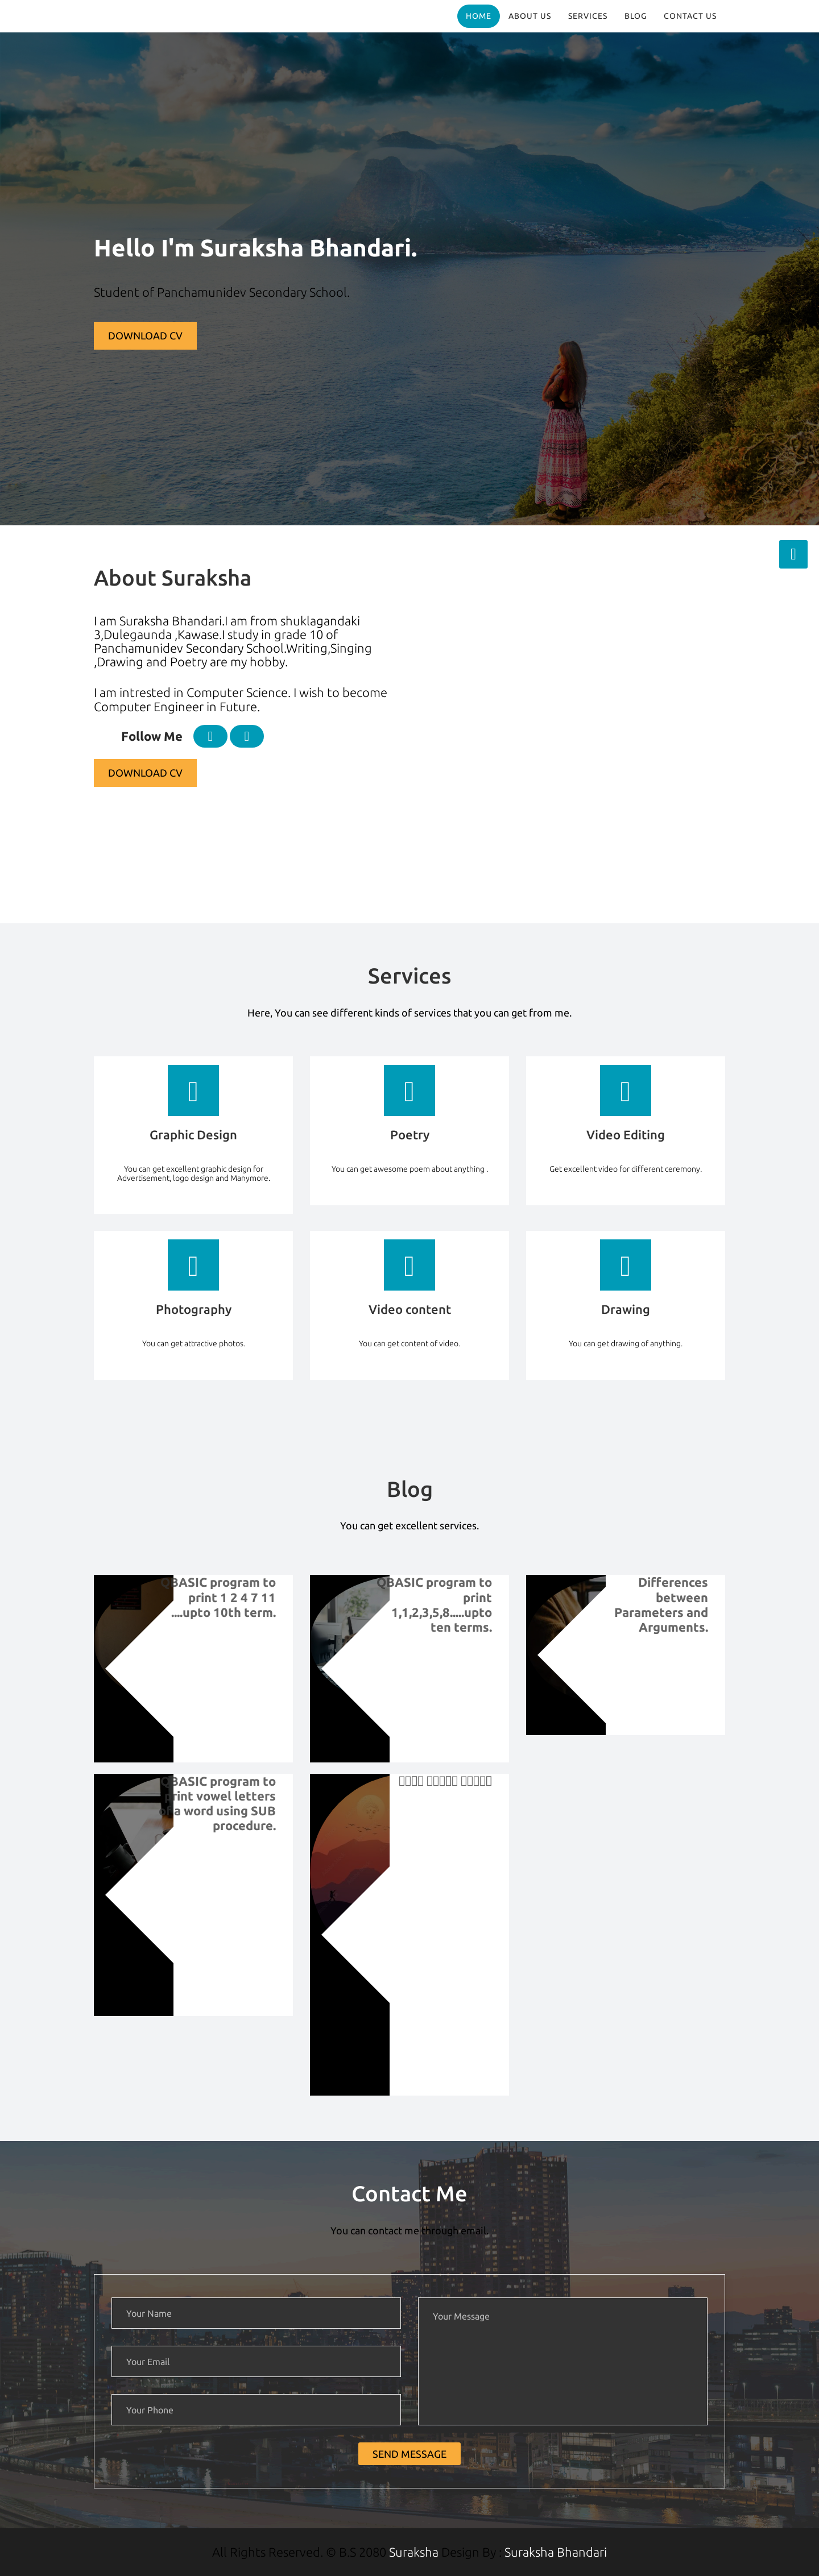 HOME ABOUT US SERVICES BLOG CONTACT US
Hello I'm Suraksha Bhandari.
Student of Panchamunidev Secondary School.
DOWNLOAD CV
About Suraksha
I am Suraksha Bhandari.I am from shuklagandaki
3,Dulegaunda ,Kawase.I study in grade 10 of
Panchamunidev Secondary School.Writing,Singing
,Drawing and Poetry are my hobby.
I am intrested in Computer Science. I wish to become
Computer Engineer in Future.
Follow Me
DOWNLOAD CV
Services
Here, You can see different kinds of services that you can get from me.
Graphic Design
You can get excellent graphic design for
Advertisement, logo design and Manymore.
Poetry
You can get awesome poem about anything .
Video Editing
Get excellent video for different ceremony.
Photography
You can get attractive photos.
Video content
You can get content of video.
Drawing
You can get drawing of anything.
Blog
You can get excellent services.
QBASIC program to
print 1 2 4 7 11
....upto 10th term.
QBASIC program to
print
1,1,2,3,5,8.....upto
ten terms.
Differences
between
Parameters and
Arguments.
QBASIC program to
print vowel letters
of a word using SUB
procedure.
Contact Me
You can contact me through email.
Your Name
Your Email
Your Phone
Your Message
SEND MESSAGE
All Rights Reserved. © B.S 2080 Suraksha Design By : Suraksha Bhandari